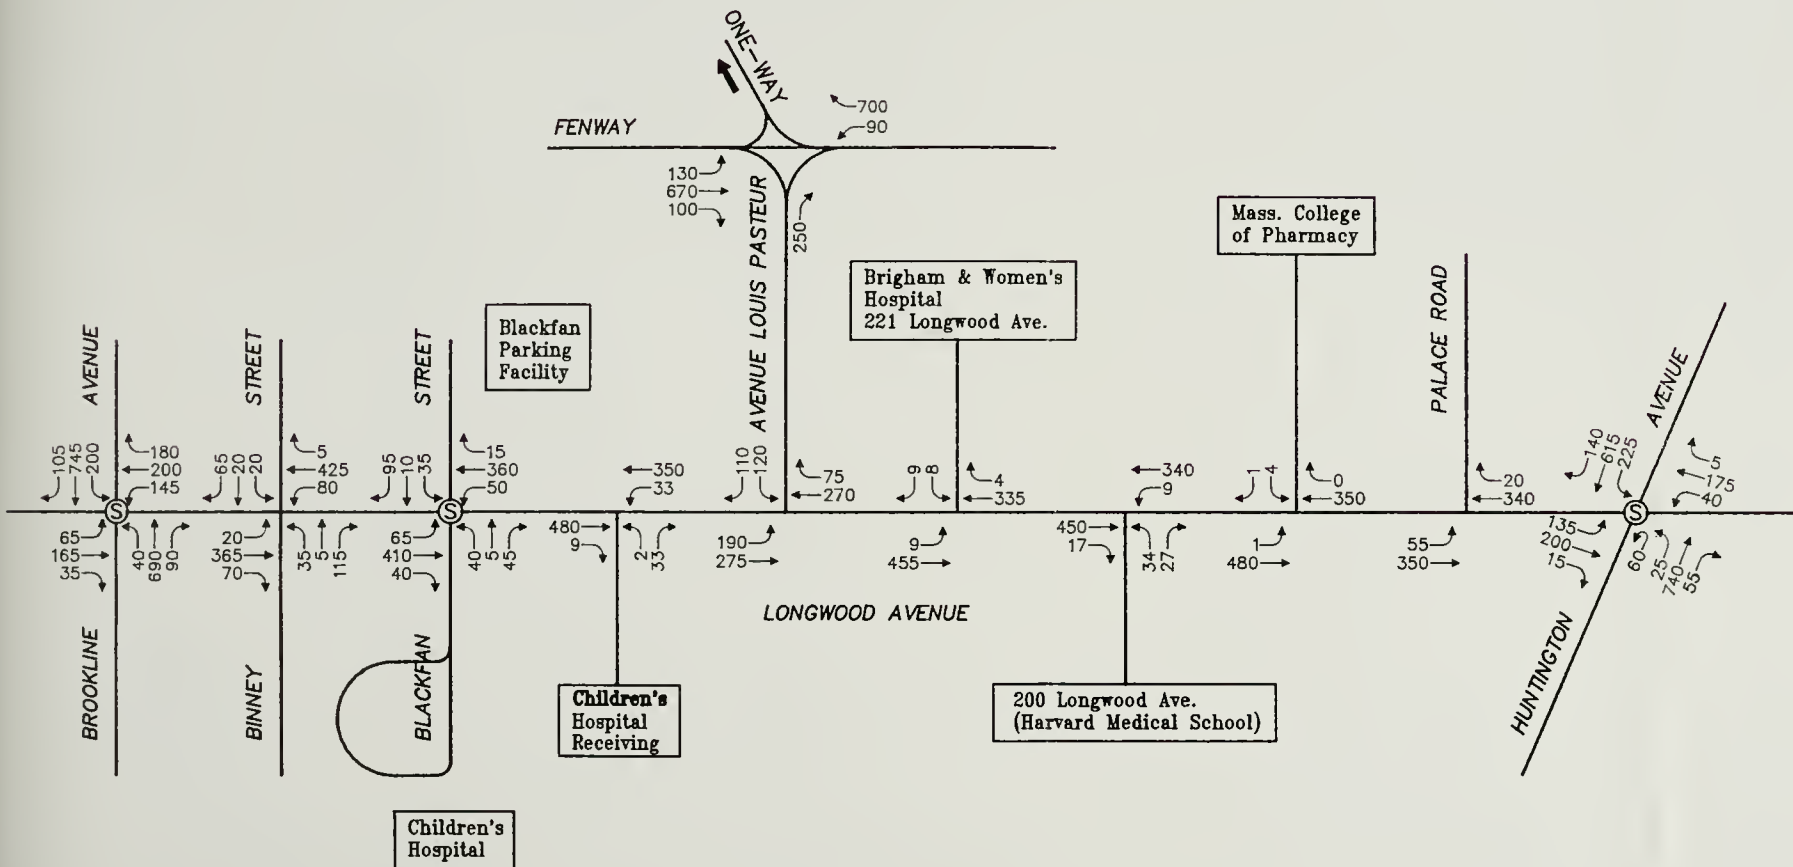 ONE-WAY
700
90
FENWAY
130
670
100
250
AVENUE LOUIS PASTEUR
Mass. College
of Pharmacy
Brigham & Women's
Hospital
221 Longwood Ave.
Blackfan
Parking
Facility
AVENUE
STREET
STREET
PALACE ROAD
AVENUE
105
745
200
180
200
145
65
20
20
5
425
80
95
10
35
15
360
50
350
33
110
120
75
270
9
8
4
335
340
9
1
4
0
350
20
340
140
615
225
5
175
40
S
S
S
65
165
35
40
690
90
20
365
70
35
5
115
65
410
40
40
5
45
480
9
2
33
190
275
9
455
450
17
34
27
1
480
55
350
135
200
15
60
25
740
55
LONGWOOD AVENUE
BROOKLINE
BINNEY
BLACKFAN
HUNTINGTON
Children's
Hospital
Receiving
200 Longwood Ave.
(Harvard Medical School)
Children's
Hospital